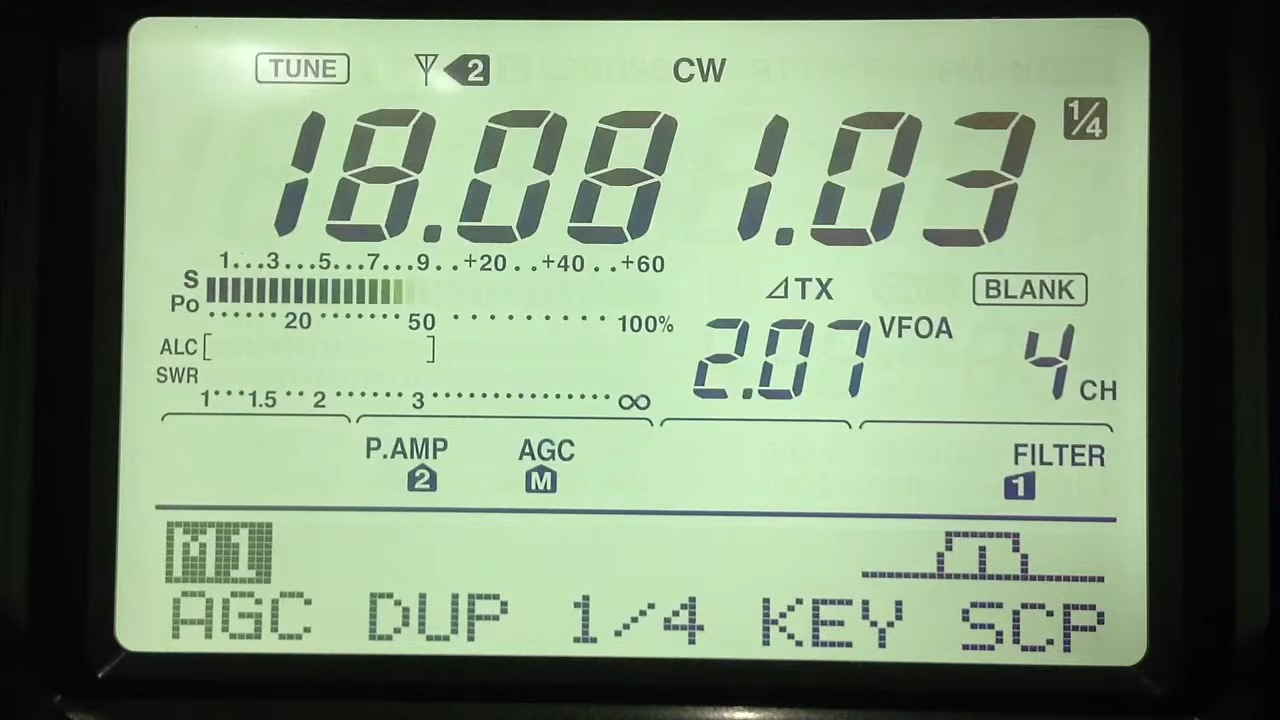 TUNE 2 CW
18.081.03 1/4
1...3...5...7...9..+20..+40..+60
S
Po
20 50 100%
⊿TX BLANK
2.07 VFOA 4 CH
ALC
SWR
1 1.5 2 3 ∞
P.AMP AGC FILTER
2 M 1
M1
AGC DUP 1/4 KEY SCP